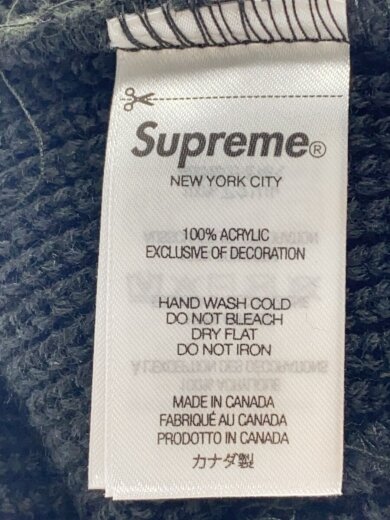 Supreme®
NEW YORK CITY
100% ACRYLIC
EXCLUSIVE OF DECORATION
HAND WASH COLD
DO NOT BLEACH
DRY FLAT
DO NOT IRON
MADE IN CANADA
FABRIQUÉ AU CANADA
PRODOTTO IN CANADA
カナダ製